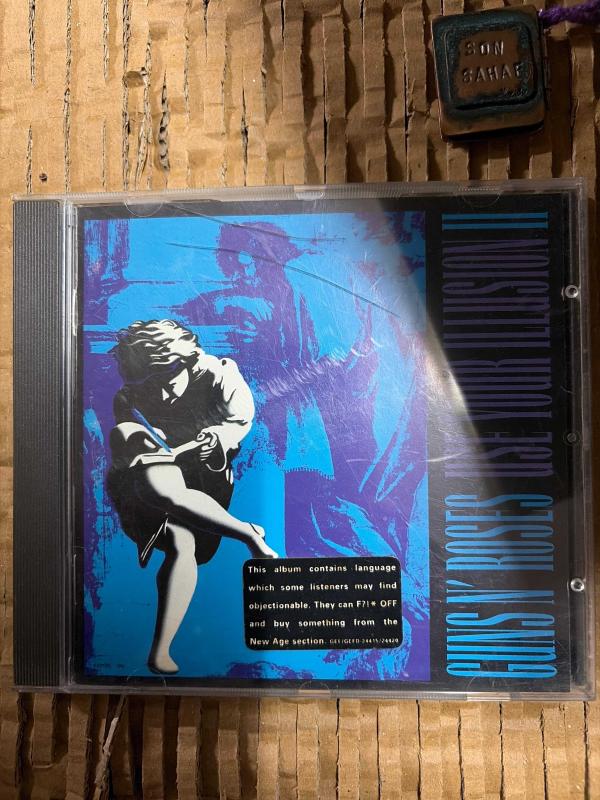 SON
SAHAF
GUNS N' ROSES USE YOUR ILLUSION II
This album contains language
which some listeners may find
objectionable. They can F?!* OFF
and buy something from the
New Age section. GEF/GEFD-24415/24420